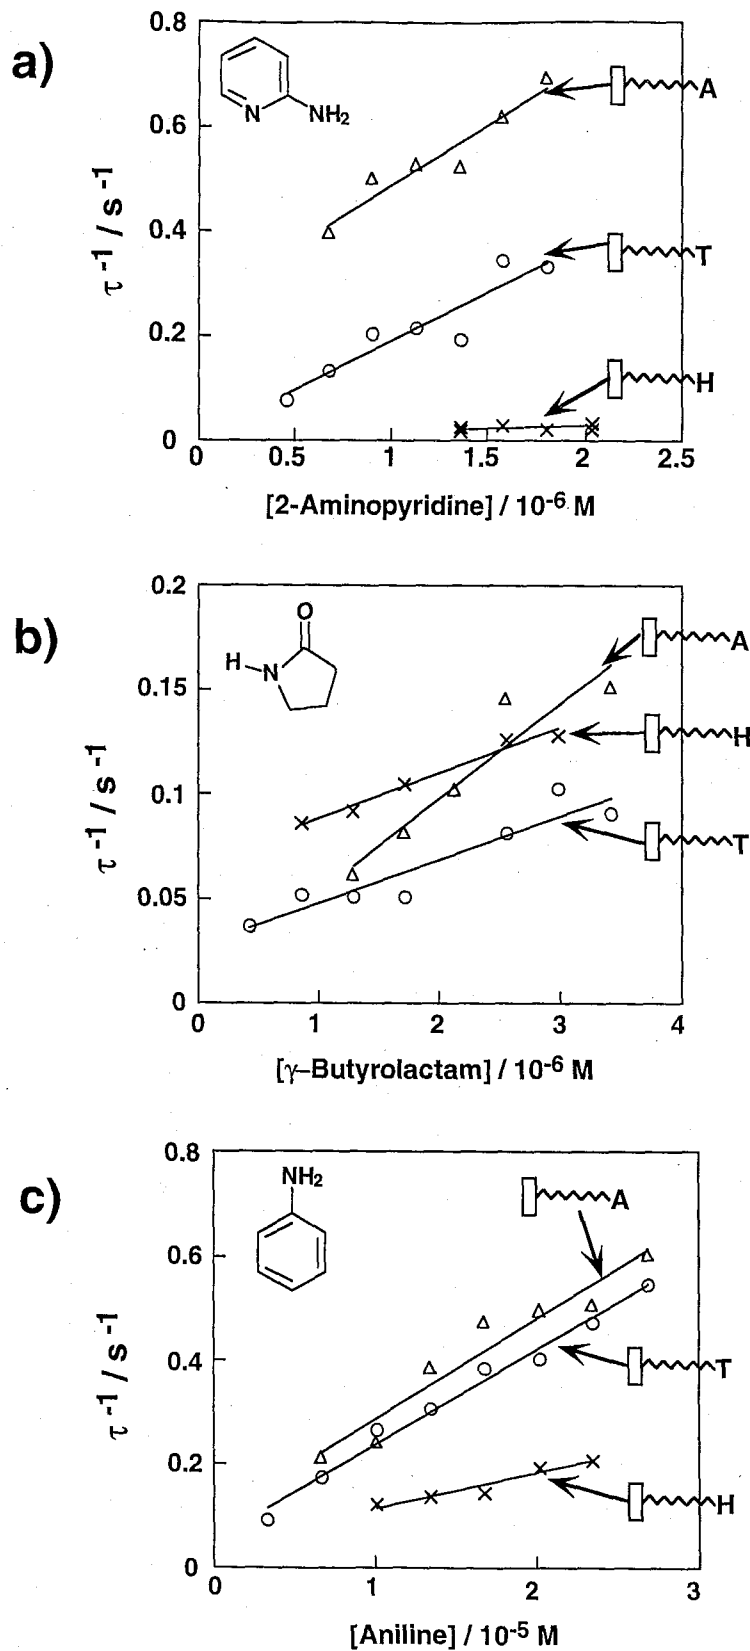 a)
0.8
0.6
0.4
0.2
0
τ⁻¹ / s⁻¹
N NH₂
A
T
H
0 0.5 1 1.5 2 2.5
[2-Aminopyridine] / 10⁻⁶ M
b)
0.2
0.15
0.1
0.05
0
τ⁻¹ / s⁻¹
O
H N
A
H
T
0 1 2 3 4
[γ–Butyrolactam] / 10⁻⁶ M
c)
0.8
0.6
0.4
0.2
0
τ⁻¹ / s⁻¹
NH₂
A
T
H
0 1 2 3
[Aniline] / 10⁻⁵ M